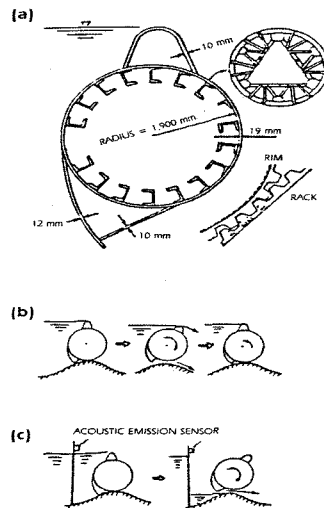 (a)
10 mm
RADIUS = 1,900 mm
19 mm
RIM
RACK
12 mm
10 mm
(b)
(c)
ACOUSTIC EMISSION SENSOR